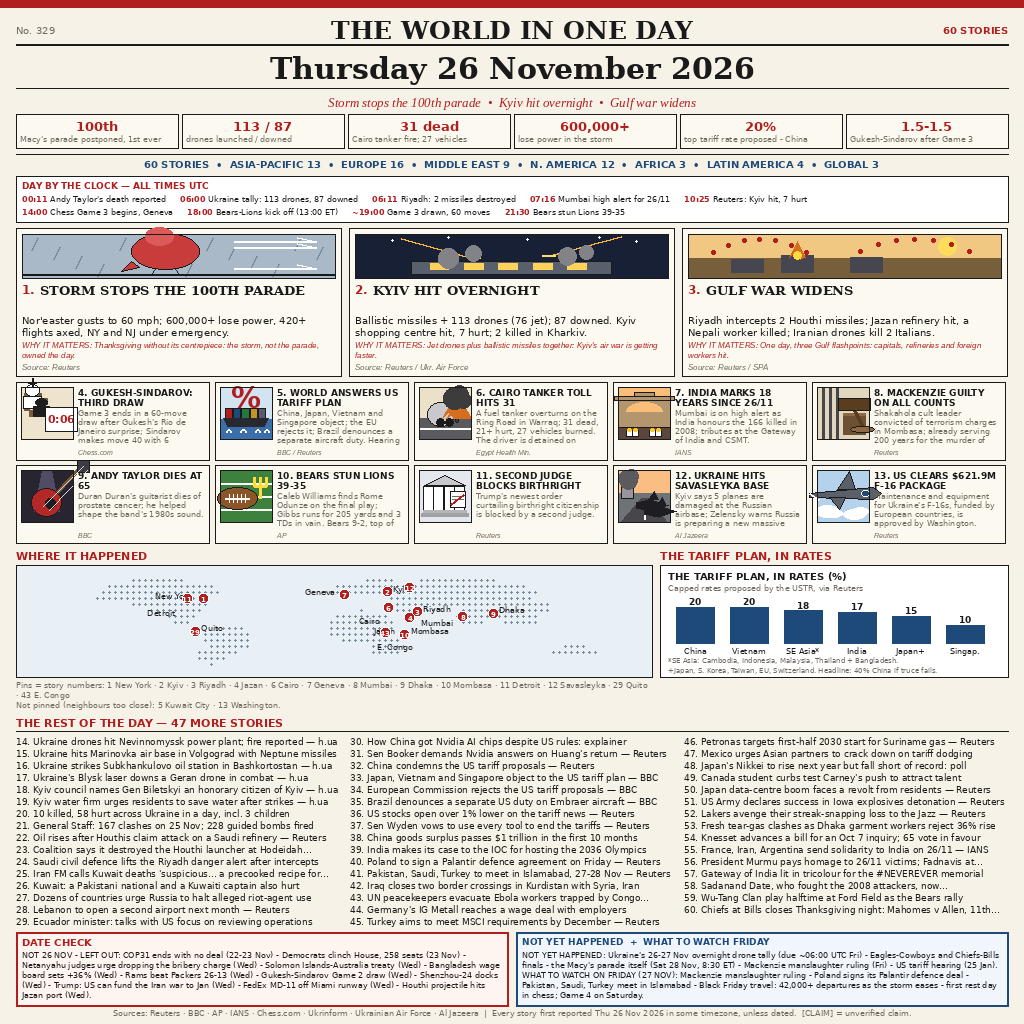 No. 329
THE WORLD IN ONE DAY
60 STORIES
Thursday 26 November 2026
Storm stops the 100th parade • Kyiv hit overnight • Gulf war widens
100th
Macy's parade postponed, 1st ever
113 / 87
drones launched / downed
31 dead
Cairo tanker fire; 27 vehicles
600,000+
lose power in the storm
20%
top tariff rate proposed - China
1.5-1.5
Gukesh-Sindarov after Game 3
60 STORIES • ASIA-PACIFIC 13 • EUROPE 16 • MIDDLE EAST 9 • N. AMERICA 12 • AFRICA 3 • LATIN AMERICA 4 • GLOBAL 3
DAY BY THE CLOCK — ALL TIMES UTC
00:11 Andy Taylor's death reported 06:00 Ukraine tally: 113 drones, 87 downed 06:11 Riyadh: 2 missiles destroyed 07:16 Mumbai high alert for 26/11 10:25 Reuters: Kyiv hit, 7 hurt
14:00 Chess Game 3 begins, Geneva 18:00 Bears-Lions kick off (13:00 ET) ~19:00 Game 3 drawn, 60 moves 21:30 Bears stun Lions 39-35
1. STORM STOPS THE 100TH PARADE
Nor'easter gusts to 60 mph; 600,000+ lose power, 420+
flights axed, NY and NJ under emergency.
WHY IT MATTERS: Thanksgiving without its centrepiece: the storm, not the parade,
owned the day.
Source: Reuters
2. KYIV HIT OVERNIGHT
Ballistic missiles + 113 drones (76 jet); 87 downed. Kyiv
shopping centre hit, 7 hurt; 2 killed in Kharkiv.
WHY IT MATTERS: Jet drones plus ballistic missiles together: Kyiv's air war is getting
faster.
Source: Reuters / Ukr. Air Force
3. GULF WAR WIDENS
Riyadh intercepts 2 Houthi missiles; Jazan refinery hit, a
Nepali worker killed; Iranian drones kill 2 Italians.
WHY IT MATTERS: One day, three Gulf flashpoints: capitals, refineries and foreign
workers hit.
Source: Reuters / SPA
0:06
4. GUKESH-SINDAROV:
THIRD DRAW
Game 3 ends in a 60-move
draw after Gukesh's Rio de
Janeiro surprise; Sindarov
makes move 40 with 6
Chess.com
%
5. WORLD ANSWERS US
TARIFF PLAN
China, Japan, Vietnam and
Singapore object; the EU
rejects it; Brazil denounces a
separate aircraft duty. Hearing
BBC / Reuters
6. CAIRO TANKER TOLL
HITS 31
A fuel tanker overturns on the
Ring Road in Warraq; 31 dead,
21+ hurt, 27 vehicles burned.
The driver is detained on
Egypt Health Min.
7. INDIA MARKS 18
YEARS SINCE 26/11
Mumbai is on high alert as
India honours the 166 killed in
2008; tributes at the Gateway
of India and CSMT.
IANS
8. MACKENZIE GUILTY
ON ALL COUNTS
Shakahola cult leader
convicted of terrorism charges
in Mombasa; already serving
200 years for the murder of
Reuters
9. ANDY TAYLOR DIES AT
65
Duran Duran's guitarist dies of
prostate cancer; he helped
shape the band's 1980s sound.
BBC
10. BEARS STUN LIONS
39-35
Caleb Williams finds Rome
Odunze on the final play;
Gibbs runs for 205 yards and 3
TDs in vain. Bears 9-2, top of
AP
11. SECOND JUDGE
BLOCKS BIRTHRIGHT
Trump's newest order
curtailing birthright citizenship
is blocked by a second judge.
Reuters
12. UKRAINE HITS
SAVASLEYKA BASE
Kyiv says 5 planes are
damaged at the Russian
airbase; Zelensky warns Russia
is preparing a new massive
Al Jazeera
13. US CLEARS $621.9M
F-16 PACKAGE
Maintenance and equipment
for Ukraine's F-16s, funded by
European countries, is
approved by Washington.
Reuters
WHERE IT HAPPENED
New
11
1
Detroit
29
Quito
Geneva
7
2
Kyiv
12
6
Cairo
3
Riyadh
4
Mumbai
8
9
Dhaka
43
10
Mombasa
E. Congo
Pins = story numbers: 1 New York · 2 Kyiv · 3 Riyadh · 4 Jazan · 6 Cairo · 7 Geneva · 8 Mumbai · 9 Dhaka · 10 Mombasa · 11 Detroit · 12 Savasleyka · 29 Quito
· 43 E. Congo
Not pinned (neighbours too close): 5 Kuwait City · 13 Washington.
THE TARIFF PLAN, IN RATES
THE TARIFF PLAN, IN RATES (%)
Capped rates proposed by the USTR, via Reuters
20 20 18 17 15 10
China Vietnam SE Asia* India Japan+ Singap.
*SE Asia: Cambodia, Indonesia, Malaysia, Thailand + Bangladesh.
+Japan, S. Korea, Taiwan, EU, Switzerland. Headline: 40% China if truce fails.
THE REST OF THE DAY — 47 MORE STORIES
14. Ukraine drones hit Nevinnomyssk power plant; fire reported — h.ua
15. Ukraine hits Marinovka air base in Volgograd with Neptune missiles
16. Ukraine strikes Subkhankulovo oil station in Bashkortostan — h.ua
17. Ukraine's Blysk laser downs a Geran drone in combat — h.ua
18. Kyiv council names Gen Biletskyi an honorary citizen of Kyiv — h.ua
19. Kyiv water firm urges residents to save water after strikes — h.ua
20. 10 killed, 58 hurt across Ukraine in a day, incl. 3 children
21. General Staff: 167 clashes on 25 Nov; 228 guided bombs fired
22. Oil rises after Houthis claim attack on a Saudi refinery — Reuters
23. Coalition says it destroyed the Houthi launcher at Hodeidah...
24. Saudi civil defence lifts the Riyadh danger alert after intercepts
25. Iran FM calls Kuwait deaths 'suspicious... a precooked recipe for...
26. Kuwait: a Pakistani national and a Kuwaiti captain also hurt
27. Dozens of countries urge Russia to halt alleged riot-agent use
28. Lebanon to open a second airport next month — Reuters
29. Ecuador minister: talks with US focus on reviewing operations
30. How China got Nvidia AI chips despite US rules: explainer
31. Sen Booker demands Nvidia answers on Huang's return — Reuters
32. China condemns the US tariff proposals — Reuters
33. Japan, Vietnam and Singapore object to the US tariff plan — BBC
34. European Commission rejects the US tariff proposals — BBC
35. Brazil denounces a separate US duty on Embraer aircraft — BBC
36. US stocks open over 1% lower on the tariff news — Reuters
37. Sen Wyden vows to use every tool to end the tariffs — Reuters
38. China goods surplus passes $1 trillion in the first 10 months
39. India makes its case to the IOC for hosting the 2036 Olympics
40. Poland to sign a Palantir defence agreement on Friday — Reuters
41. Pakistan, Saudi, Turkey to meet in Islamabad, 27-28 Nov — Reuters
42. Iraq closes two border crossings in Kurdistan with Syria, Iran
43. UN peacekeepers evacuate Ebola workers trapped by Congo...
44. Germany's IG Metall reaches a wage deal with employers
45. Turkey aims to meet MSCI requirements by December — Reuters
46. Petronas targets first-half 2030 start for Suriname gas — Reuters
47. Mexico urges Asian partners to crack down on tariff dodging
48. Japan's Nikkei to rise next year but fall short of record: poll
49. Canada student curbs test Carney's push to attract talent
50. Japan data-centre boom faces a revolt from residents — Reuters
51. US Army declares success in Iowa explosives detonation — Reuters
52. Lakers avenge their streak-snapping loss to the Jazz — Reuters
53. Fresh tear-gas clashes as Dhaka garment workers reject 36% rise
54. Knesset advances a bill for an Oct 7 inquiry; 65 vote in favour
55. France, Iran, Argentina send solidarity to India on 26/11 — IANS
56. President Murmu pays homage to 26/11 victims; Fadnavis at...
57. Gateway of India lit in tricolour for the #NEVEREVER memorial
58. Sadanand Date, who fought the 2008 attackers, now...
59. Wu-Tang Clan play halftime at Ford Field as the Bears rally
60. Chiefs at Bills closes Thanksgiving night: Mahomes v Allen, 11th...
DATE CHECK
NOT 26 NOV - LEFT OUT: COP31 ends with no deal (22-23 Nov) - Democrats clinch House, 258 seats (23 Nov) -
Netanyahu judges urge dropping the bribery charge (Wed) - Solomon Islands-Australia treaty (Wed) - Bangladesh wage
board sets +36% (Wed) - Rams beat Packers 26-13 (Wed) - Gukesh-Sindarov Game 2 draw (Wed) - Shenzhou-24 docks
(Wed) - Trump: US can fund the Iran war to Jan (Wed) - FedEx MD-11 off Miami runway (Wed) - Houthi projectile hits
Jazan port (Wed).
NOT YET HAPPENED + WHAT TO WATCH FRIDAY
NOT YET HAPPENED: Ukraine's 26-27 Nov overnight drone tally (due ~06:00 UTC Fri) - Eagles-Cowboys and Chiefs-Bills
finals - the Macy's parade itself (Sat 28 Nov, 8:30 ET) - Mackenzie manslaughter ruling (Fri) - US tariff hearing (25 Jan).
WHAT TO WATCH FRIDAY (27 NOV): Mackenzie manslaughter ruling - Poland signs its Palantir defence deal -
Pakistan, Saudi, Turkey meet in Islamabad - Black Friday travel: 42,000+ departures as the storm eases - first rest day
in chess; Game 4 on Saturday.
Sources: Reuters · BBC · AP · IANS · Chess.com · Ukrinform · Ukrainian Air Force · Al Jazeera | Every story first reported Thu 26 Nov 2026 in some timezone, unless dated. [CLAIM] = unverified claim.